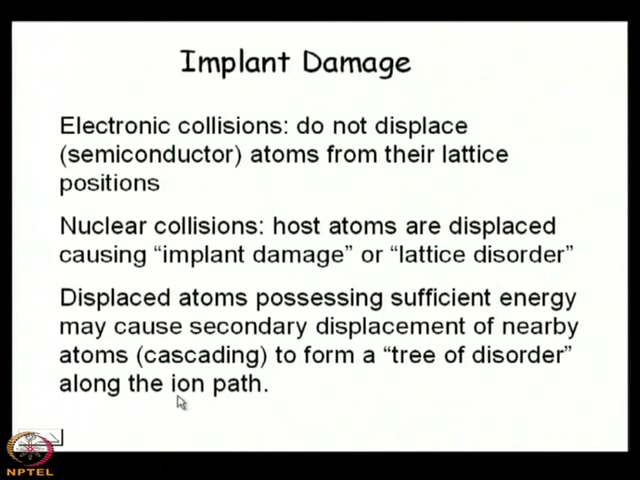 Implant Damage
Electronic collisions: do not displace
(semiconductor) atoms from their lattice
positions
Nuclear collisions: host atoms are displaced
causing “implant damage” or “lattice disorder”
Displaced atoms possessing sufficient energy
may cause secondary displacement of nearby
atoms (cascading) to form a “tree of disorder”
along the ion path.
NPTEL